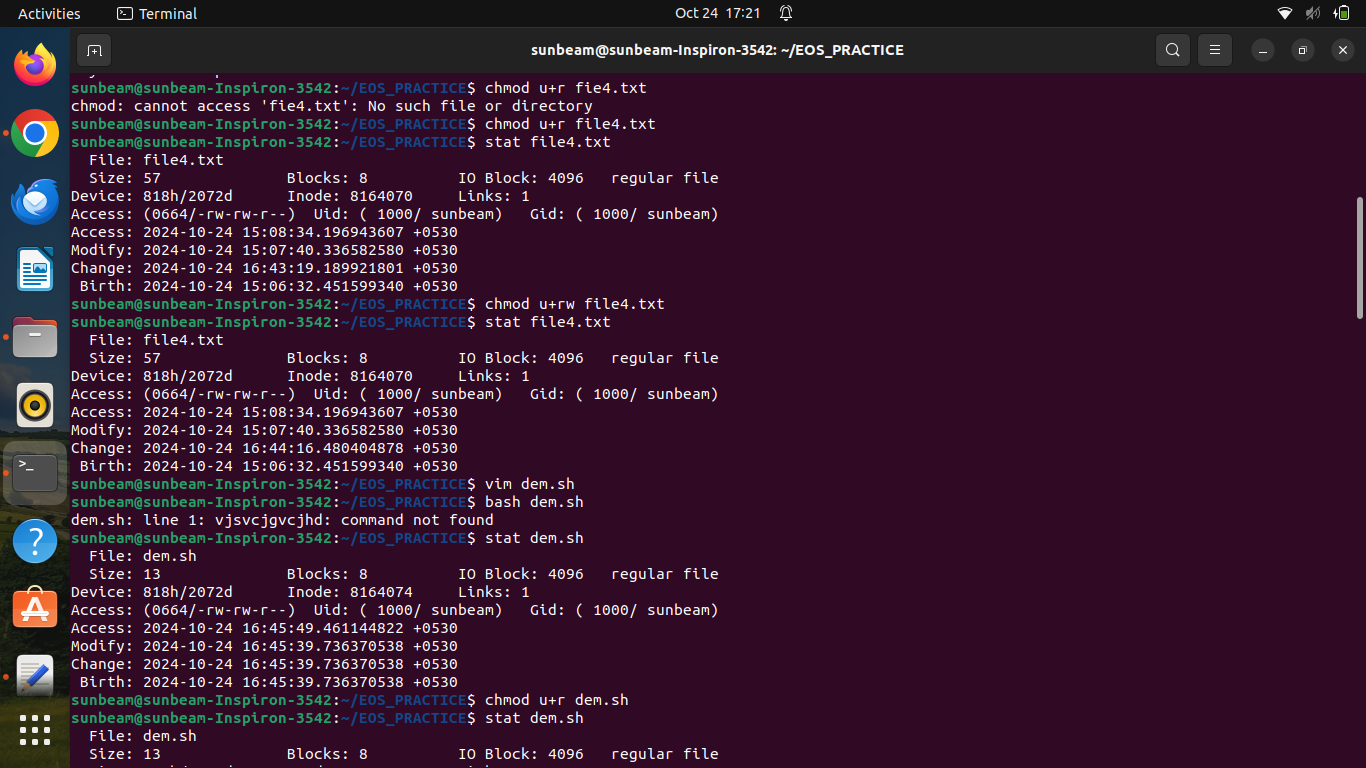 Activities Terminal Oct 24 17:21
sunbeam@sunbeam-Inspiron-3542: ~/EOS_PRACTICE
sunbeam@sunbeam-Inspiron-3542:~/EOS_PRACTICE$ chmod u+r fie4.txt
chmod: cannot access 'fie4.txt': No such file or directory
sunbeam@sunbeam-Inspiron-3542:~/EOS_PRACTICE$ chmod u+r file4.txt
sunbeam@sunbeam-Inspiron-3542:~/EOS_PRACTICE$ stat file4.txt
  File: file4.txt
  Size: 57              Blocks: 8          IO Block: 4096   regular file
Device: 818h/2072d      Inode: 8164070     Links: 1
Access: (0664/-rw-rw-r--)  Uid: ( 1000/ sunbeam)   Gid: ( 1000/ sunbeam)
Access: 2024-10-24 15:08:34.196943607 +0530
Modify: 2024-10-24 15:07:40.336582580 +0530
Change: 2024-10-24 16:43:19.189921801 +0530
 Birth: 2024-10-24 15:06:32.451599340 +0530
sunbeam@sunbeam-Inspiron-3542:~/EOS_PRACTICE$ chmod u+rw file4.txt
sunbeam@sunbeam-Inspiron-3542:~/EOS_PRACTICE$ stat file4.txt
  File: file4.txt
  Size: 57              Blocks: 8          IO Block: 4096   regular file
Device: 818h/2072d      Inode: 8164070     Links: 1
Access: (0664/-rw-rw-r--)  Uid: ( 1000/ sunbeam)   Gid: ( 1000/ sunbeam)
Access: 2024-10-24 15:08:34.196943607 +0530
Modify: 2024-10-24 15:07:40.336582580 +0530
Change: 2024-10-24 16:44:16.480404878 +0530
 Birth: 2024-10-24 15:06:32.451599340 +0530
sunbeam@sunbeam-Inspiron-3542:~/EOS_PRACTICE$ vim dem.sh
sunbeam@sunbeam-Inspiron-3542:~/EOS_PRACTICE$ bash dem.sh
dem.sh: line 1: vjsvcjgvcjhd: command not found
sunbeam@sunbeam-Inspiron-3542:~/EOS_PRACTICE$ stat dem.sh
  File: dem.sh
  Size: 13              Blocks: 8          IO Block: 4096   regular file
Device: 818h/2072d      Inode: 8164074     Links: 1
Access: (0664/-rw-rw-r--)  Uid: ( 1000/ sunbeam)   Gid: ( 1000/ sunbeam)
Access: 2024-10-24 16:45:49.461144822 +0530
Modify: 2024-10-24 16:45:39.736370538 +0530
Change: 2024-10-24 16:45:39.736370538 +0530
 Birth: 2024-10-24 16:45:39.736370538 +0530
sunbeam@sunbeam-Inspiron-3542:~/EOS_PRACTICE$ chmod u+r dem.sh
sunbeam@sunbeam-Inspiron-3542:~/EOS_PRACTICE$ stat dem.sh
  File: dem.sh
  Size: 13              Blocks: 8          IO Block: 4096   regular file